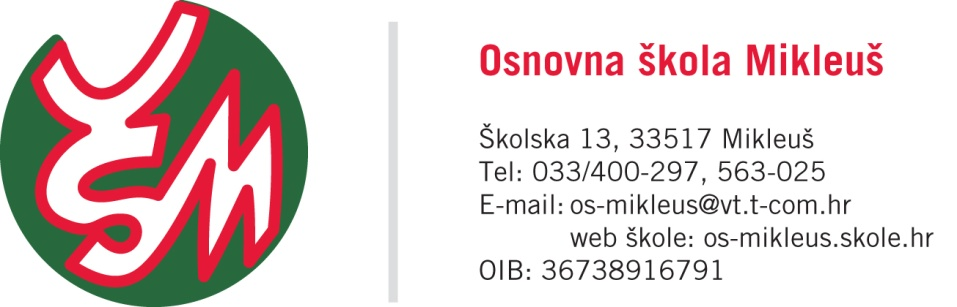 ŠM
Osnovna škola Mikleuš
Školska 13, 33517 Mikleuš
Tel: 033/400-297, 563-025
E-mail: os-mikleus@vt.t-com.hr
web škole: os-mikleus.skole.hr
OIB: 36738916791